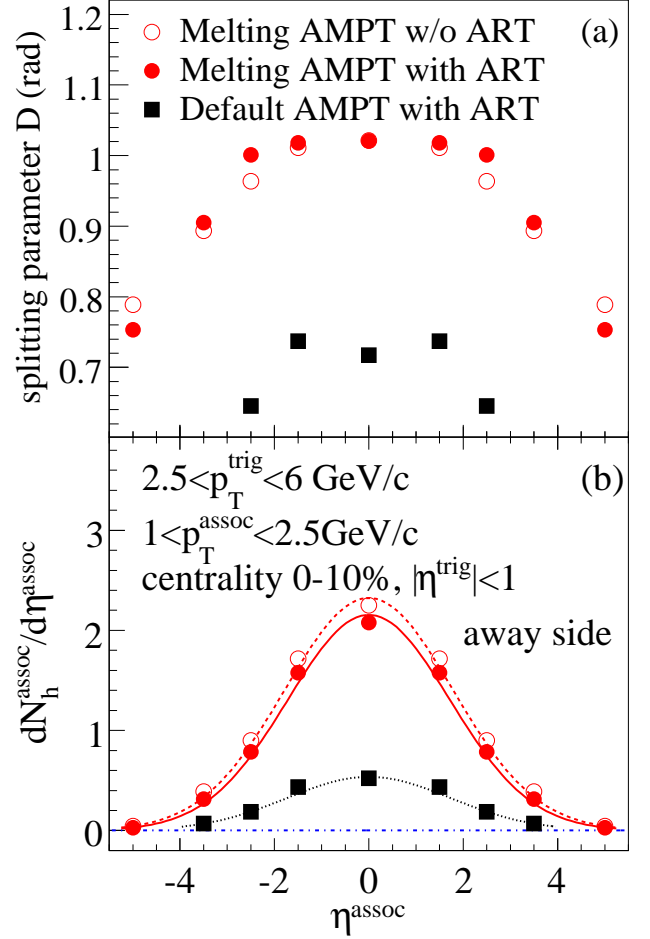 1.2
1.1
1
0.9
0.8
0.7
splitting parameter D (rad)
Melting AMPT w/o ART
(a)
Melting AMPT with ART
Default AMPT with ART
2.5<p_T^trig<6 GeV/c
(b)
1<p_T^assoc<2.5GeV/c
centrality 0-10%, |η^trig|<1
away side
3
2
1
0
dN_h^assoc/dη^assoc
-4 -2 0 2 4
η^assoc